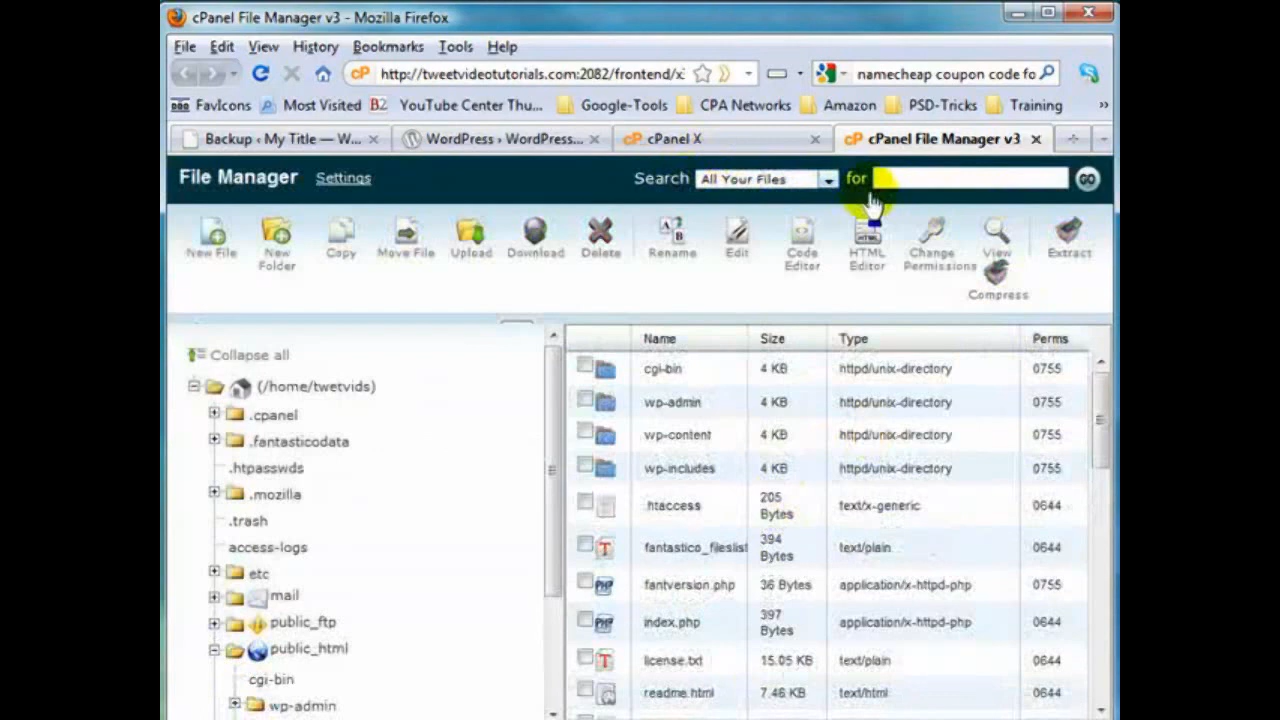 cPanel File Manager v3 - Mozilla Firefox
File Edit View History Bookmarks Tools Help
cP http://tweetvideotutorials.com:2082/frontend/x namecheap coupon code fo
FavIcons Most Visited B2 YouTube Center Thu... Google-Tools CPA Networks Amazon PSD-Tricks Training »
Backup ‹ My Title — W... WordPress › WordPress... cP cPanel X cP cPanel File Manager v3
File Manager Settings Search All Your Files for GO
New File New Folder Copy Move File Upload Download Delete Rename Edit Code Editor HTML Editor Change Permissions View Extract
Compress
Name Size Type Perms
Collapse all
(/home/twetvids)
.cpanel
.fantasticodata
.htpasswds
.mozilla
.trash
access-logs
etc
mail
public_ftp
public_html
cgi-bin
wp-admin
cgi-bin 4 KB httpd/unix-directory 0755
wp-admin 4 KB httpd/unix-directory 0755
wp-content 4 KB httpd/unix-directory 0755
wp-includes 4 KB httpd/unix-directory 0755
.htaccess 205 Bytes text/x-generic 0644
fantastico_fileslist 394 Bytes text/plain 0644
fantversion.php 36 Bytes application/x-httpd-php 0755
index.php 397 Bytes application/x-httpd-php 0644
license.txt 15.05 KB text/plain 0644
readme.html 7.46 KB text/html 0644